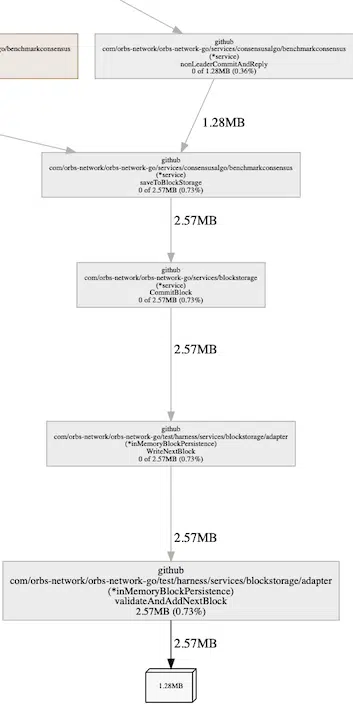 go/benchmarkconsensus
github
com/orbs-network/orbs-network-go/services/consensusalgo/benchmarkconsensus
(*service)
nonLeaderCommitAndReply
0 of 1.28MB (0.36%)
1.28MB
github
com/orbs-network/orbs-network-go/services/consensusalgo/benchmarkconsensus
(*service)
saveToBlockStorage
0 of 2.57MB (0.73%)
2.57MB
github
com/orbs-network/orbs-network-go/services/blockstorage
(*service)
CommitBlock
0 of 2.57MB (0.73%)
2.57MB
github
com/orbs-network/orbs-network-go/test/harness/services/blockstorage/adapter
(*inMemoryBlockPersistence)
WriteNextBlock
0 of 2.57MB (0.73%)
2.57MB
github
com/orbs-network/orbs-network-go/test/harness/services/blockstorage/adapter
(*inMemoryBlockPersistence)
validateAndAddNextBlock
2.57MB (0.73%)
2.57MB
1.28MB